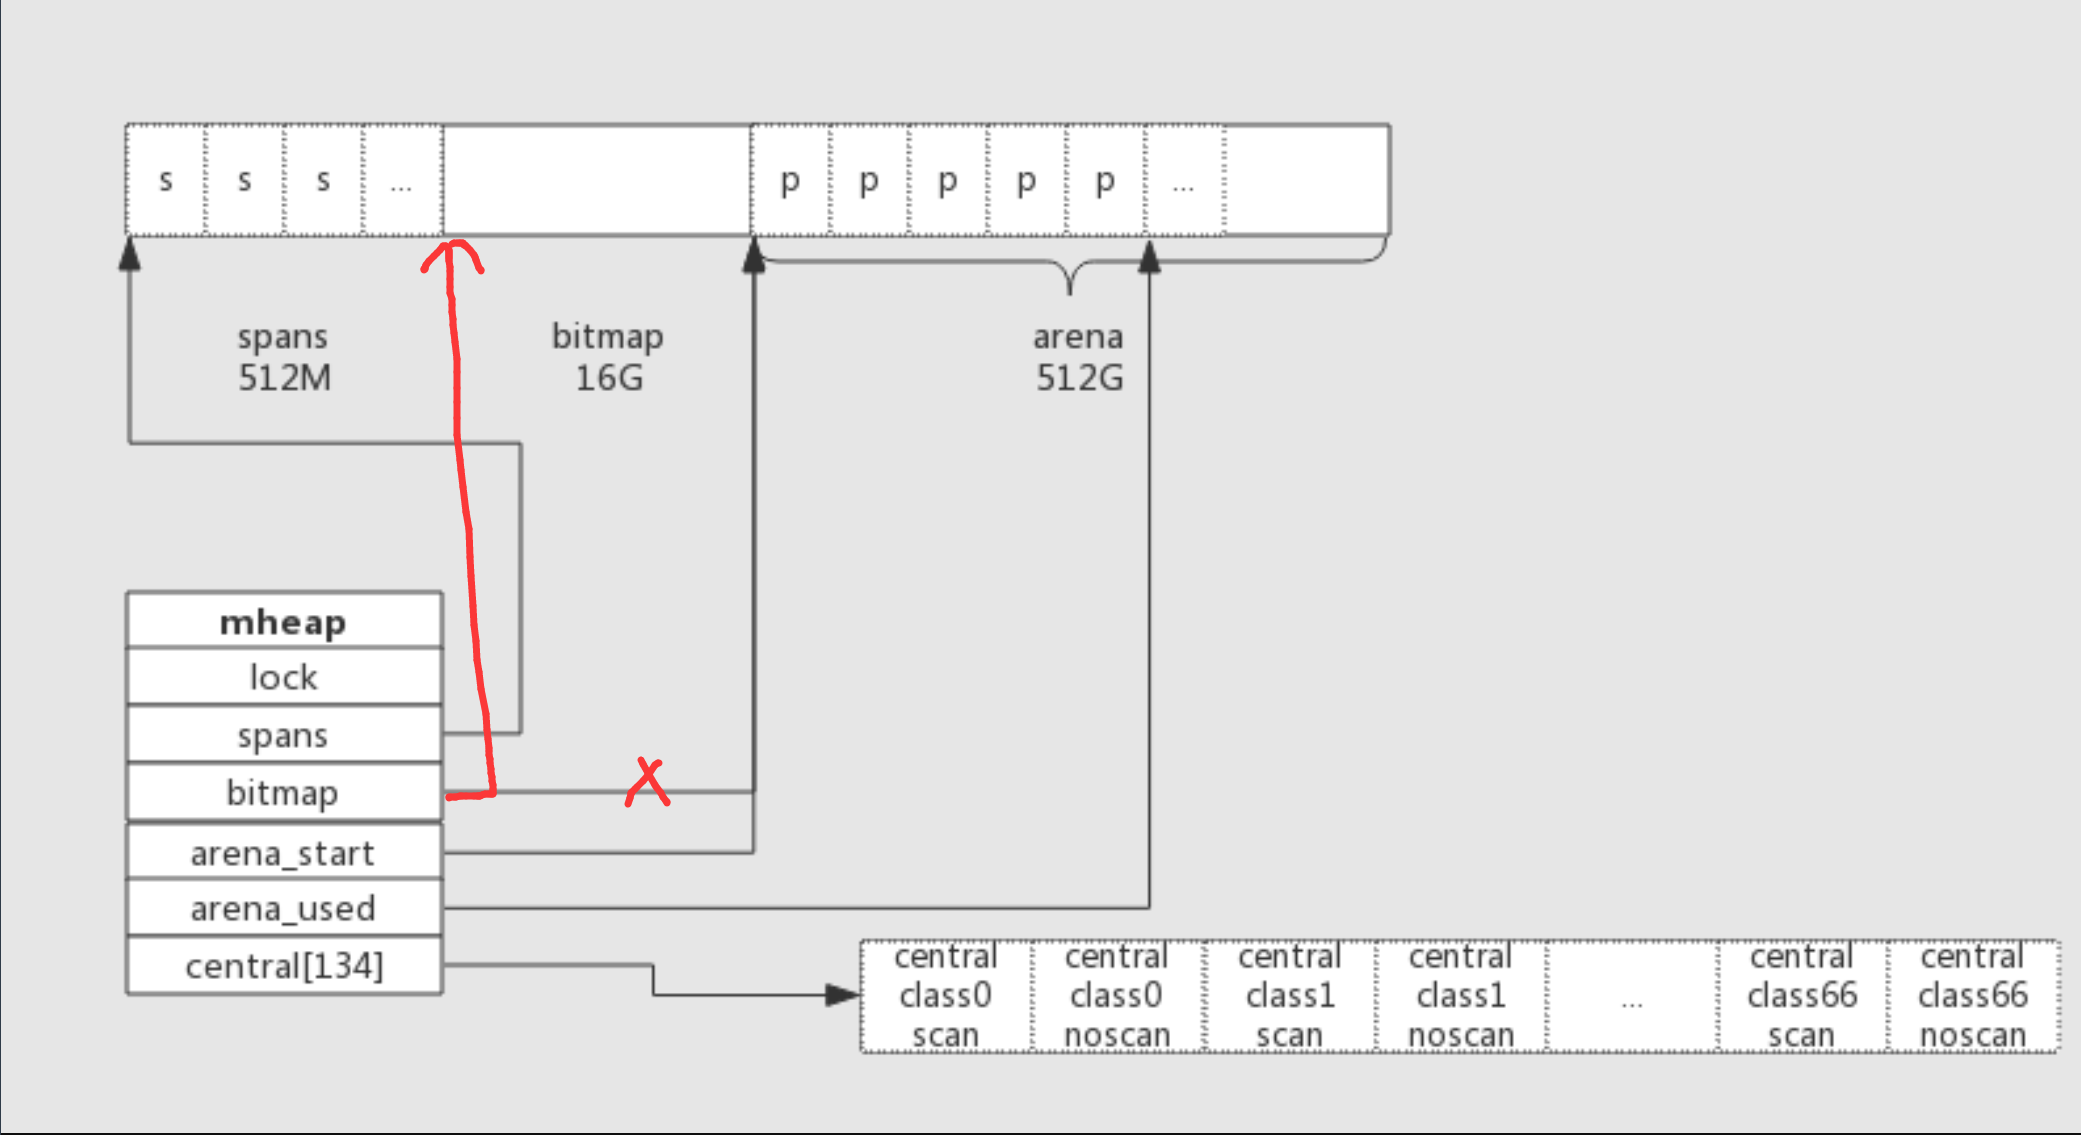 s s s ... p p p p p ...
spans bitmap arena
512M 16G 512G
mheap
lock
spans
bitmap
X
arena_start
arena_used
central[134]
central central central central central central
class0 class0 class1 class1 ... class66 class66
scan noscan scan noscan scan noscan